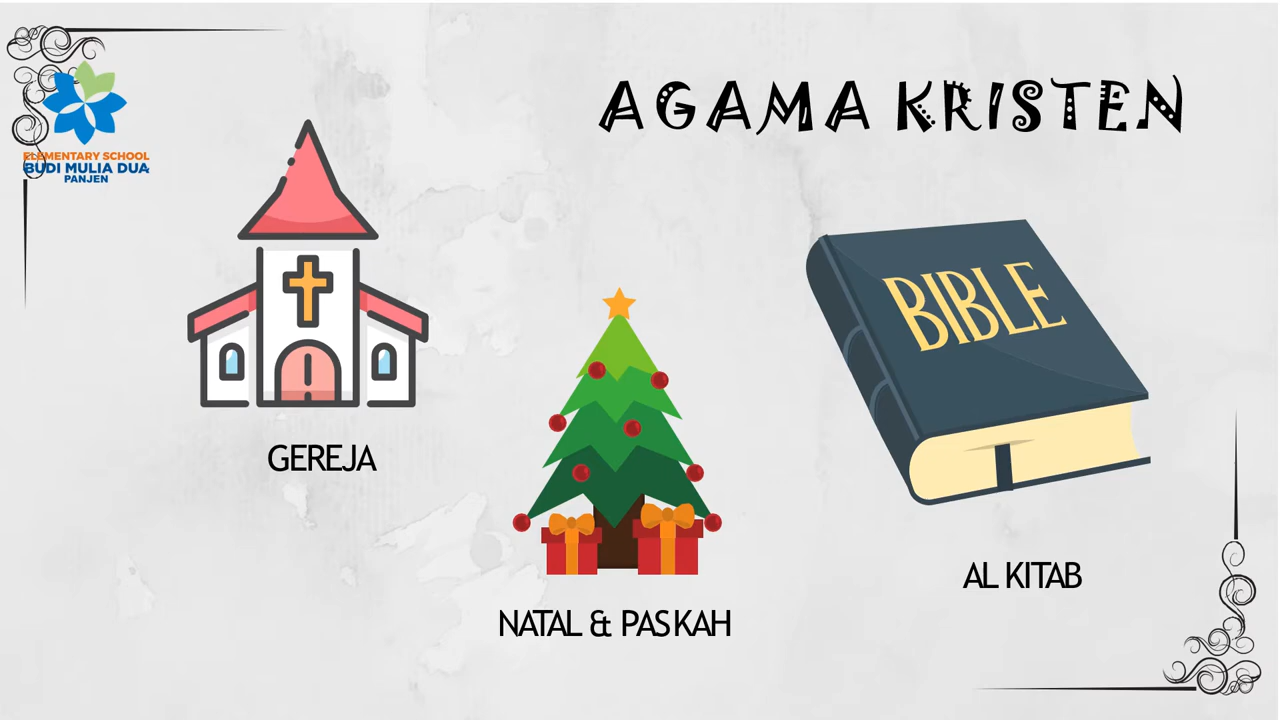 ELEMENTARY SCHOOL
BUDI MULIA DUA
PANJEN
AGAMA KRISTEN
BIBLE
GEREJA
NATAL & PASKAH
AL KITAB